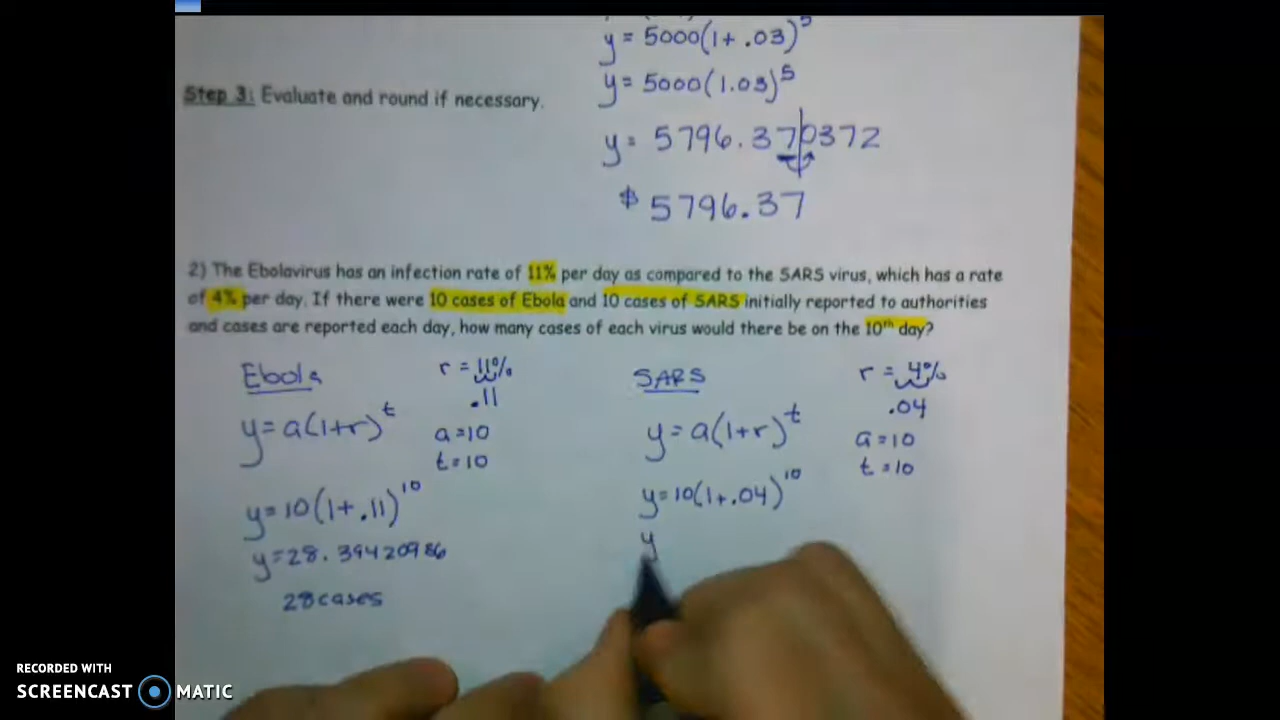 y = 5000(1+.03)^5
y = 5000(1.03)^5
Step 3: Evaluate and round if necessary.
y = 5796.370372
$5796.37
2) The Ebolavirus has an infection rate of 11% per day as compared to the SARS virus, which has a rate
of 4% per day. If there were 10 cases of Ebola and 10 cases of SARS initially reported to authorities
and cases are reported each day, how many cases of each virus would there be on the 10th day?
Ebola
r = 11%
.11
y = a(1+r)^t
a = 10
t = 10
y = 10(1+.11)^10
y = 28.39420986
28 cases
SARS
r = 4%
.04
y = a(1+r)^t
a = 10
t = 10
y = 10(1+.04)^10
y
RECORDED WITH
SCREENCAST MATIC